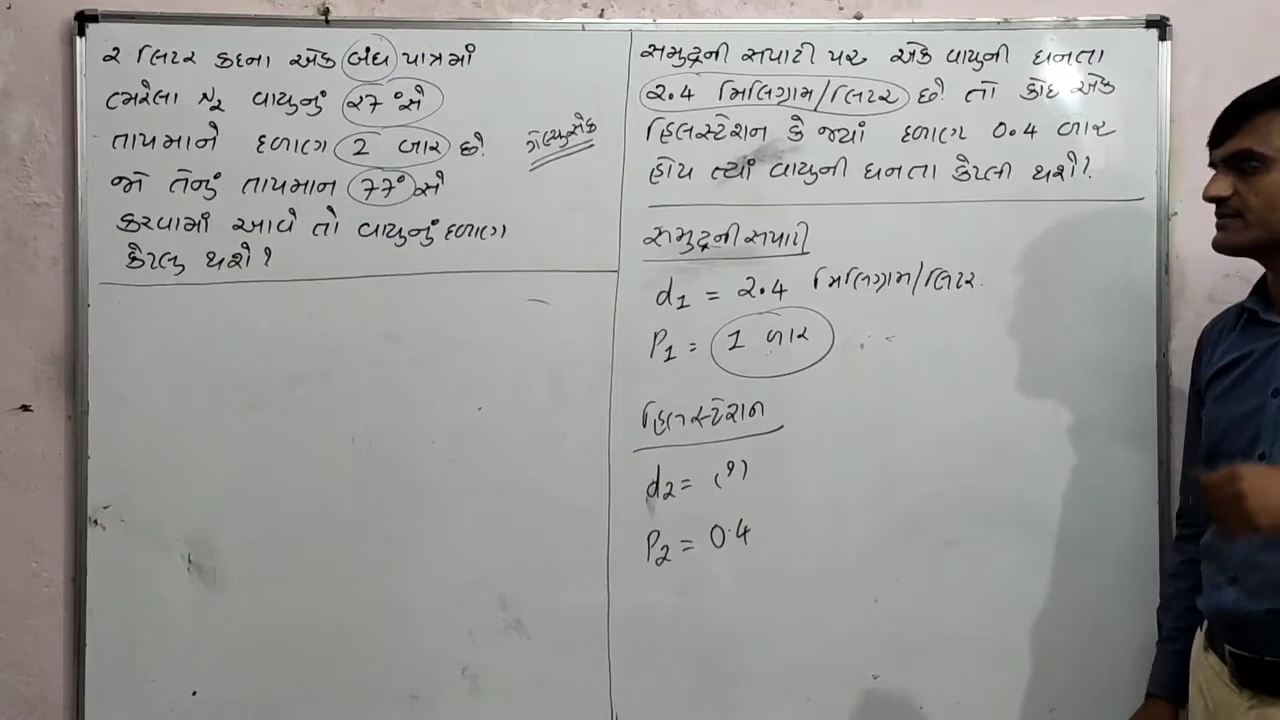 ૨ લિટર કદના એક બંધ પાત્રમાં
ભરેલા N₂ વાયુનું ૨7°સે
તાપમાને દબાણ 2 બાર છે.
જો તેનું તાપમાન 77° સે
કરવામાં આવે તો વાયુનું દબાણ
કેટલુ થશે?
ગેલ્યુસેક
સમુદ્રની સપાટી પર એક વાયુની ઘનતા
૨.4 મિલિગ્રામ/લિટર છે. તો કોઇ એક
હિલસ્ટેશન કે જ્યાં દબાણ 0.4 બાર
હોય ત્યાં વાયુની ઘનતા કેટલી થશે?
સમુદ્રની સપાટી
d1 = ૨.4 મિલિગ્રામ/લિટર.
P1 = 1 બાર
હિલસ્ટેશન
d2 = (?)
P2 = 0.4